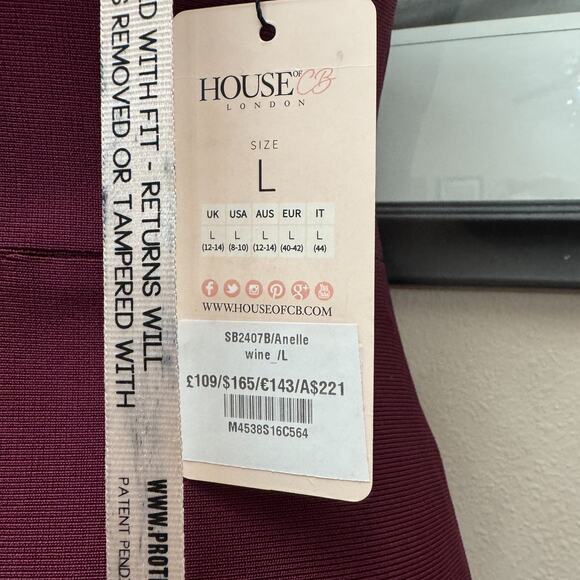 ED WITH FIT - RETURNS WILL
S REMOVED OR TAMPERED WITH
WWW.PROT
PATENT PEND
HOUSE OF CB
LONDON
SIZE
L
UK USA AUS EUR IT
L L L L L
(12-14) (8-10) (12-14) (40-42) (44)
WWW.HOUSEOFCB.COM
SB2407B/Anelle
wine_/L
£109/$165/€143/A$221
M4538S16C564